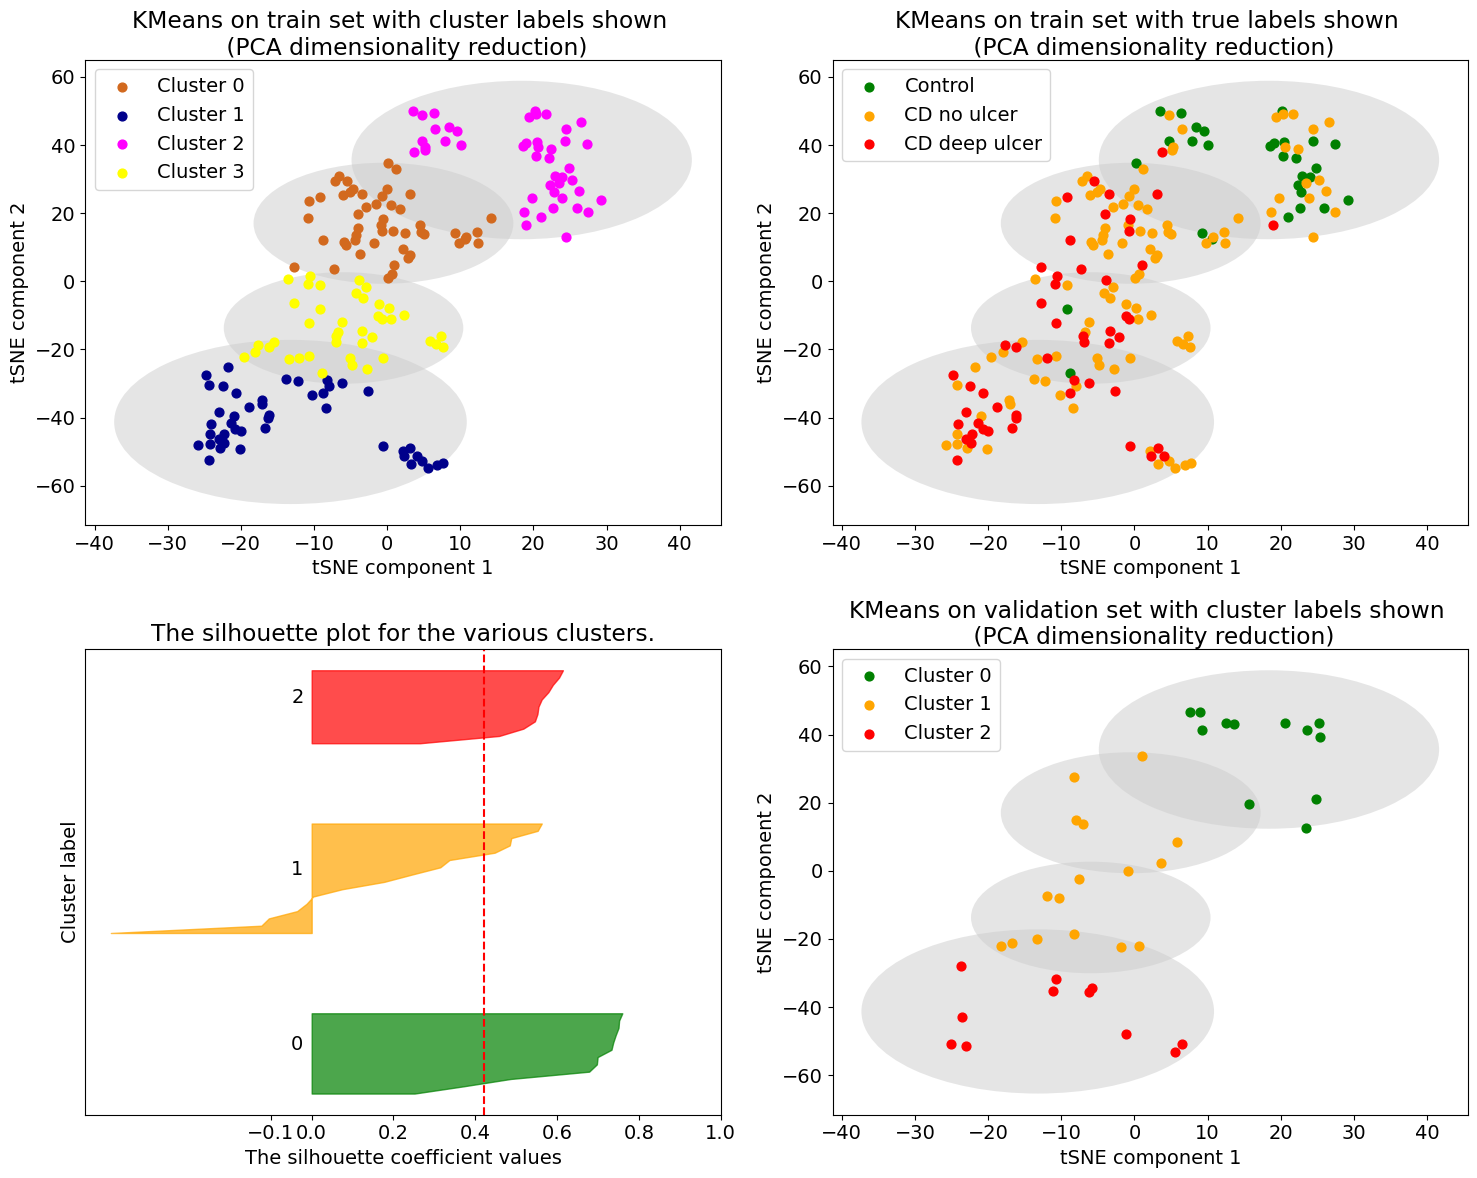 KMeans on train set with cluster labels shown
(PCA dimensionality reduction)
Cluster 0
Cluster 1
Cluster 2
Cluster 3
60
40
20
0
−20
−40
−60
tSNE component 2
−40 −30 −20 −10 0 10 20 30 40
tSNE component 1
KMeans on train set with true labels shown
(PCA dimensionality reduction)
Control
CD no ulcer
CD deep ulcer
60
40
20
0
−20
−40
−60
tSNE component 2
−40 −30 −20 −10 0 10 20 30 40
tSNE component 1
The silhouette plot for the various clusters.
2
1
0
Cluster label
−0.1 0.0 0.2 0.4 0.6 0.8 1.0
The silhouette coefficient values
KMeans on validation set with cluster labels shown
(PCA dimensionality reduction)
Cluster 0
Cluster 1
Cluster 2
60
40
20
0
−20
−40
−60
tSNE component 2
−40 −30 −20 −10 0 10 20 30 40
tSNE component 1